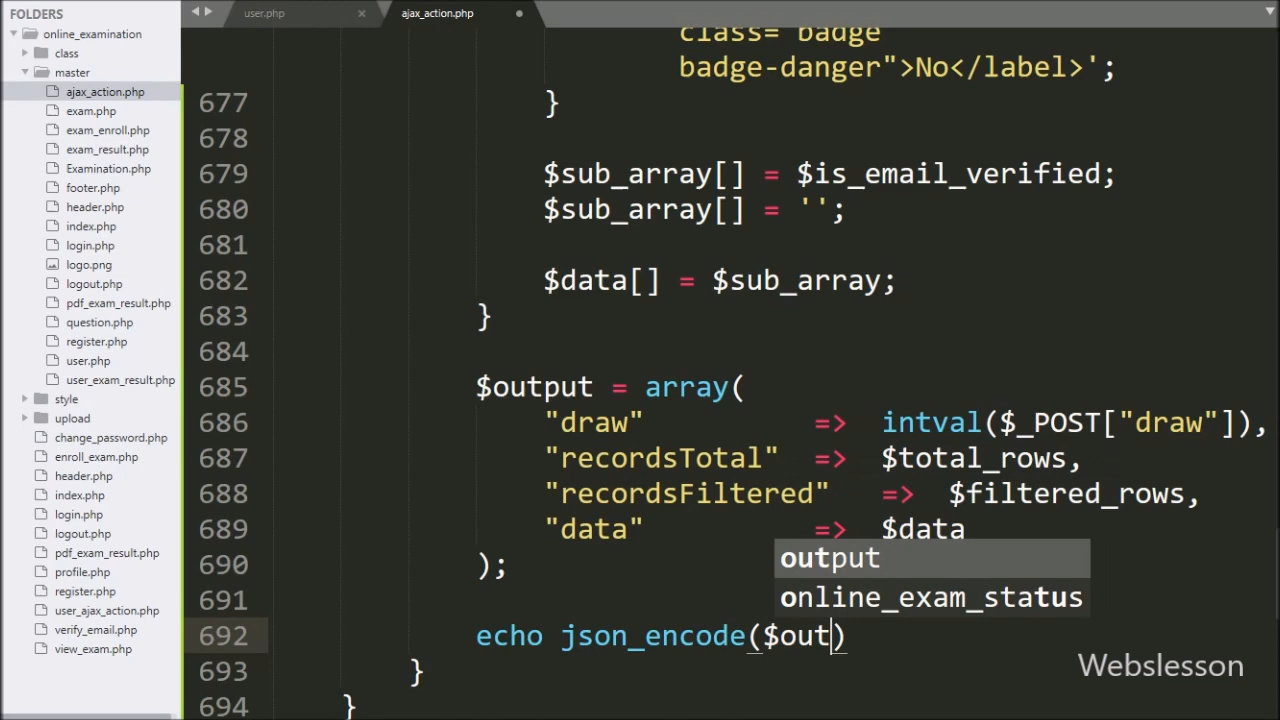 FOLDERS
online_examination
class
master
ajax_action.php
exam.php
exam_enroll.php
exam_result.php
Examination.php
footer.php
header.php
index.php
login.php
logo.png
logout.php
pdf_exam_result.php
question.php
register.php
user.php
user_exam_result.php
style
upload
change_password.php
enroll_exam.php
header.php
index.php
login.php
logout.php
pdf_exam_result.php
profile.php
register.php
user_ajax_action.php
verify_email.php
view_exam.php
user.php × ajax_action.php
class="badge
badge-danger">No</label>';
677 }
678
679 $sub_array[] = $is_email_verified;
680 $sub_array[] = '';
681
682 $data[] = $sub_array;
683 }
684
685 $output = array(
686 "draw" => intval($_POST["draw"]),
687 "recordsTotal" => $total_rows,
688 "recordsFiltered" => $filtered_rows,
689 "data" => $data
690 );
output
691
online_exam_status
692 echo json_encode($out)
693 }
694 }
Webslesson